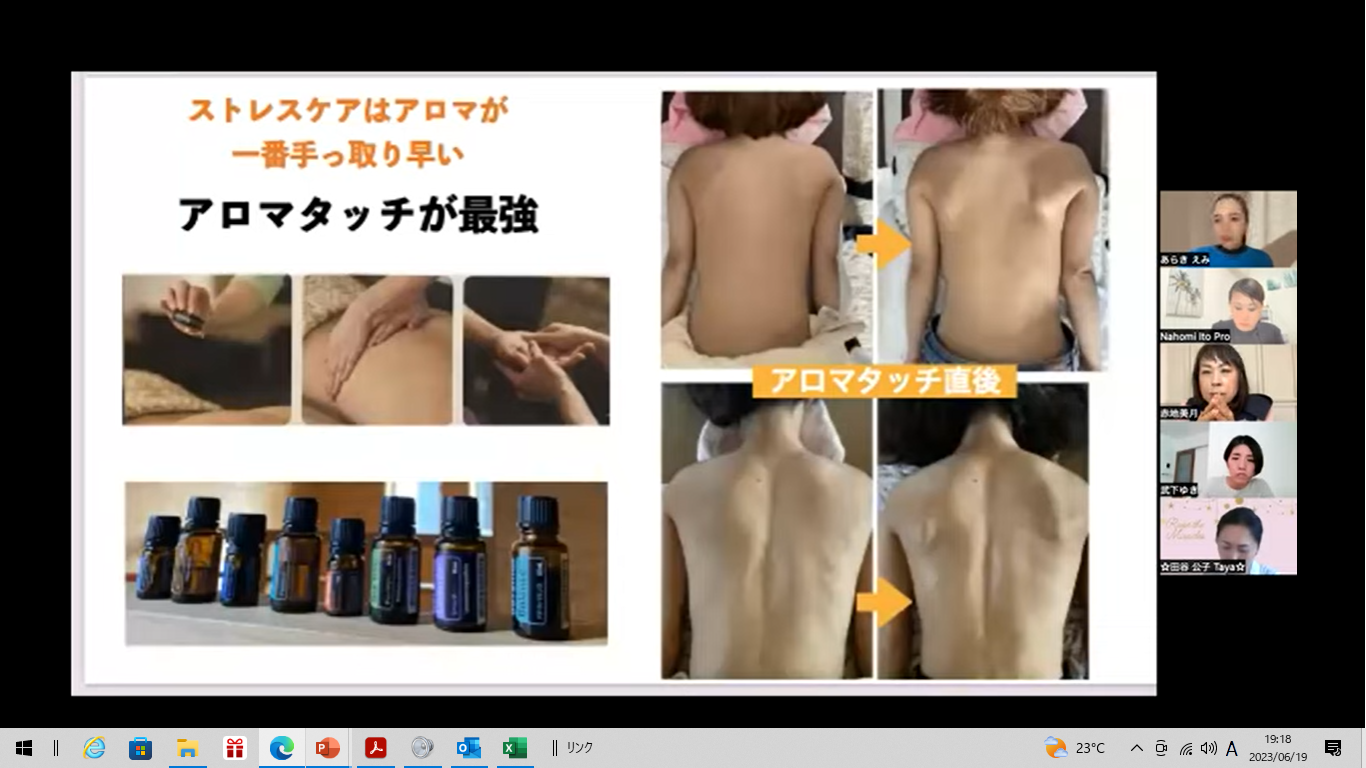 ストレスケアはアロマが
一番手っ取り早い
アロマタッチが最強
アロマタッチ直後
あらき えみ
Nahomi Ito Pro
赤地美月
武下ゆき
☆田谷 公子 Taya☆
リンク
23°C
A
19:18
2023/06/19